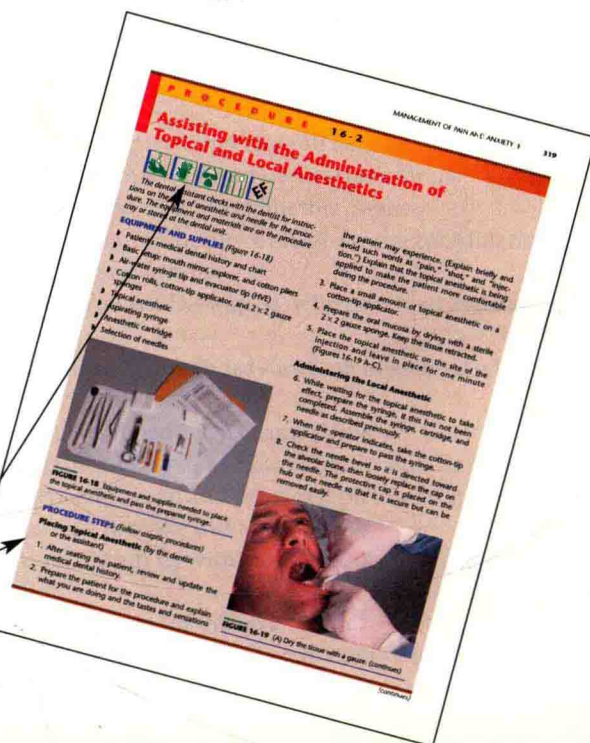 MANAGEMENT OF PAIN AND ANXIETY
319
PROCEDURE 16-2
Assisting with the Administration of
Topical and Local Anesthetics
EF
The dental assistant checks with the dentist for instruc-
tions on the type of anesthetic and needle for the proce-
dure. The equipment and materials are on the procedure
tray or stored at the dental unit.
EQUIPMENT AND SUPPLIES (Figure 16-18)
Patient's medical dental history and chart
Basic setup: mouth mirror, explorer, and cotton pliers
Air-water syringe tip and evacuator tip (HVE)
Cotton rolls, cotton-tip applicator, and 2 × 2 gauze
sponges
Topical anesthetic
Aspirating syringe
Anesthetic cartridge
Selection of needles
FIGURE 16-18 Equipment and supplies needed to place
the topical anesthetic and pass the prepared syringe.
PROCEDURE STEPS (Follow aseptic procedures)
Placing Topical Anesthetic (by the dentist
or the assistant)
1. After seating the patient, review and update the
medical dental history.
2. Prepare the patient for the procedure and explain
what you are doing and the tastes and sensations
the patient may experience. (Explain briefly and
avoid such words at "pain," "shot," and "injec-
tion.") Explain that the topical anesthetic is being
applied to make the patient more comfortable
during the procedure.
3. Place a small amount of topical anesthetic on a
cotton-tip applicator.
4. Prepare the oral mucosa by drying with a sterile
2 × 2 gauze sponge. Keep the tissue retracted.
5. Place the topical anesthetic on the site of the
injection and leave in place for one minute
(Figures 16-19 A-C).
Administering the Local Anesthetic
6. While waiting for the topical anesthetic to take
effect, prepare the syringe, if this has not been
completed. Assemble the syringe, cartridge, and
needle as described previously.
7. When the operator indicates, take the cotton-tip
applicator and prepare to pass the syringe.
8. Check the needle bevel so it is directed toward
the alveolar bone, then loosely replace the cap on
the needle. The protective cap is placed on the
hub of the needle so that it is secure but can be
removed easily.
FIGURE 16-19 (A) Dry the tissue with a gauze. (continues)
(continues)